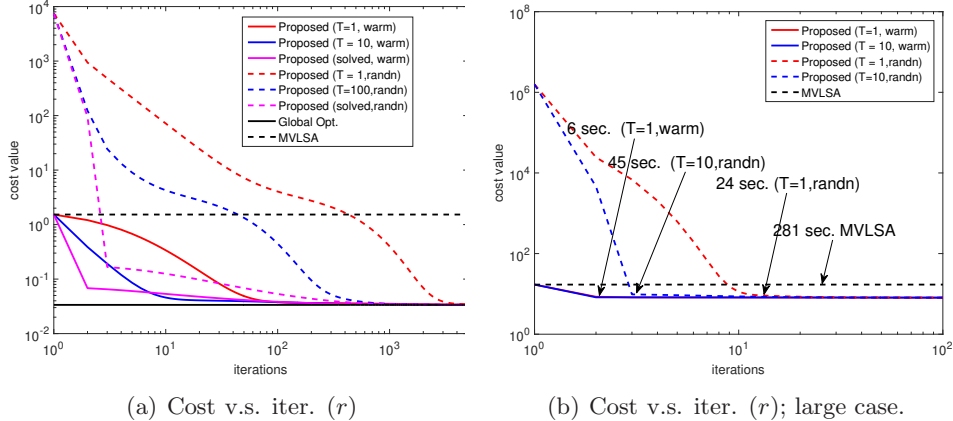 10^4
10^3
10^2
10^1
10^0
10^-1
10^-2
cost value
10^0
10^1
10^2
10^3
iterations
Proposed (T=1, warm)
Proposed (T = 10, warm)
Proposed (solved, warm)
Proposed (T = 1,randn)
Proposed (T=100,randn)
Proposed (solved,randn)
Global Opt.
MVLSA
(a) Cost v.s. iter. (r)
10^8
10^6
10^4
10^2
10^0
cost value
10^0
10^1
10^2
iterations
Proposed (T=1, warm)
Proposed (T = 10, warm)
Proposed (T = 1,randn)
Proposed (T=10,randn)
MVLSA
6 sec. (T=1,warm)
45 sec. (T=10,randn)
24 sec. (T=1,randn)
281 sec. MVLSA
(b) Cost v.s. iter. (r); large case.